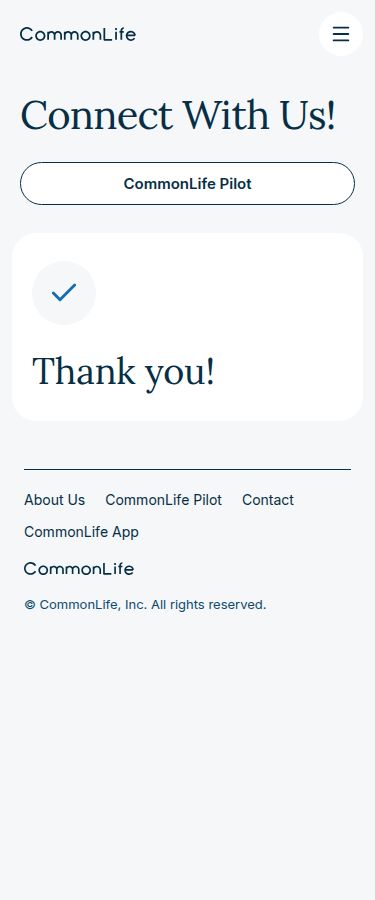 CommonLife
Connect With Us!
CommonLife Pilot
Thank you!
About Us CommonLife Pilot Contact
CommonLife App
CommonLife
© CommonLife, Inc. All rights reserved.